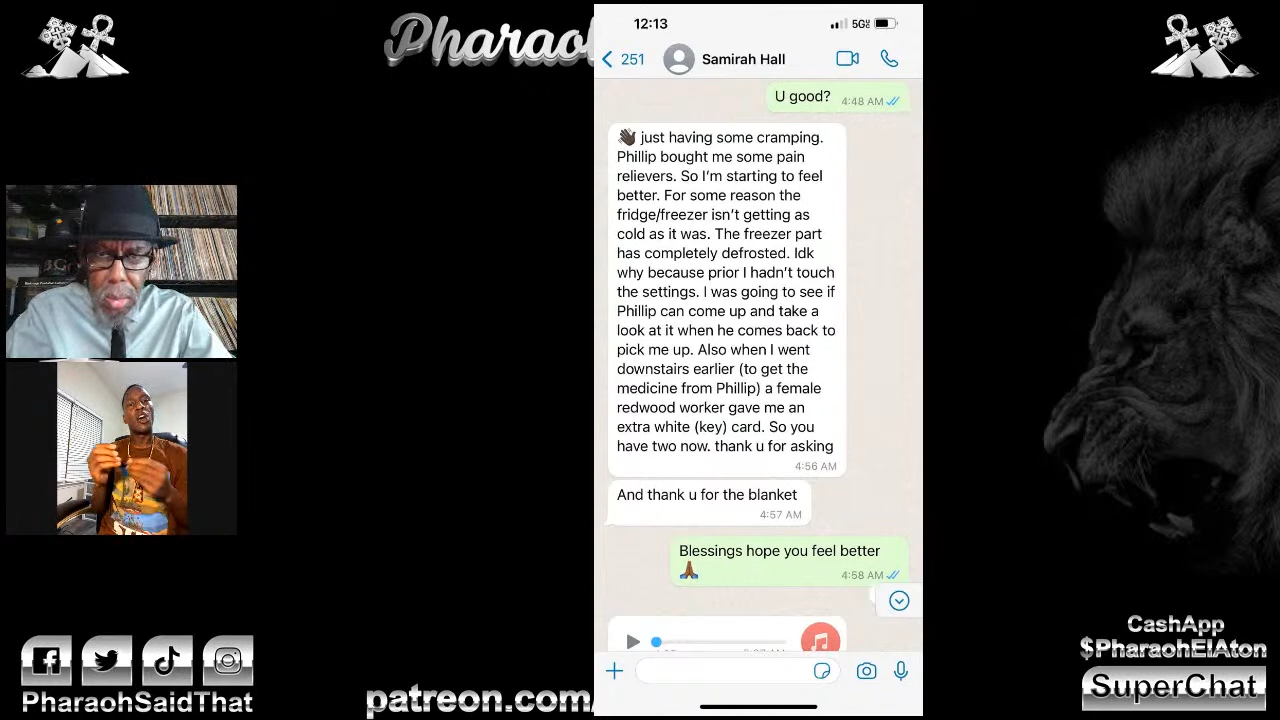 Pharaoh
12:13
5G
251
Samirah Hall
U good?
4:48 AM
👋🏿 just having some cramping.
Phillip bought me some pain
relievers. So I'm starting to feel
better. For some reason the
fridge/freezer isn't getting as
cold as it was. The freezer part
has completely defrosted. Idk
why because prior I hadn't touch
the settings. I was going to see if
Phillip can come up and take a
look at it when he comes back to
pick me up. Also when I went
downstairs earlier (to get the
medicine from Phillip) a female
redwood worker gave me an
extra white (key) card. So you
have two now. thank u for asking
4:56 AM
And thank u for the blanket
4:57 AM
Blessings hope you feel better
🙏🏾
4:58 AM
PharaohSaidThat
patreon.com/
CashApp
$PharaohElAton
SuperChat